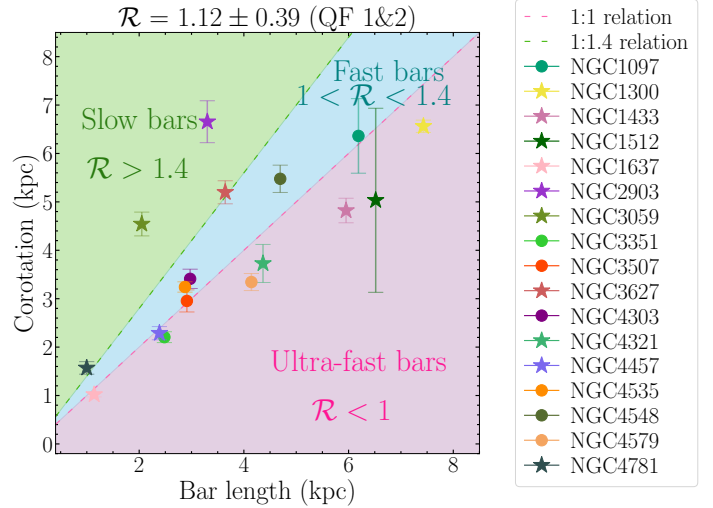 ℛ = 1.12 ± 0.39 (QF 1&2)
Fast bars
1 < ℛ < 1.4
Slow bars
ℛ > 1.4
Ultra-fast bars
ℛ < 1
Corotation (kpc)
8
7
6
5
4
3
2
1
0
2
4
6
8
Bar length (kpc)
1:1 relation
1:1.4 relation
NGC1097
NGC1300
NGC1433
NGC1512
NGC1637
NGC2903
NGC3059
NGC3351
NGC3507
NGC3627
NGC4303
NGC4321
NGC4457
NGC4535
NGC4548
NGC4579
NGC4781